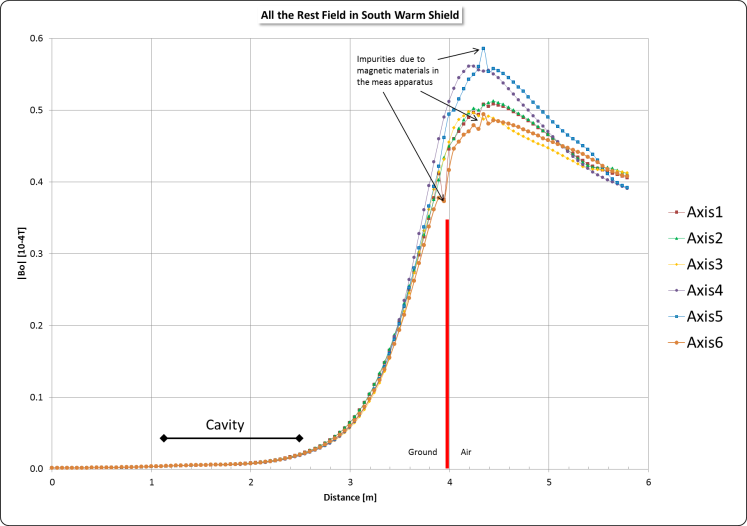 All the Rest Field in South Warm Shield
0.6
0.5
0.4
0.3
0.2
0.1
0.0
|Bo| [10-4T]
Impurities due to
magnetic materials in
the meas apparatus
Cavity
Ground
Air
0 1 2 3 4 5 6
Distance [m]
Axis1
Axis2
Axis3
Axis4
Axis5
Axis6